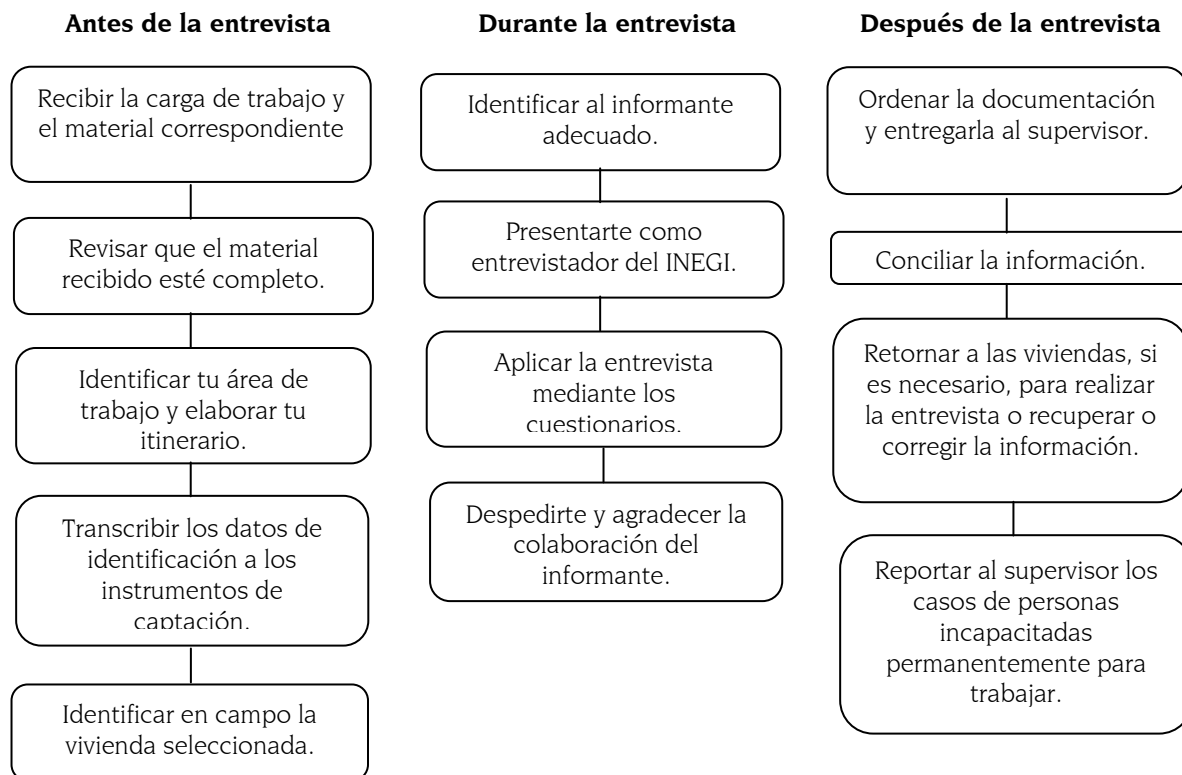 Antes de la entrevista
Recibir la carga de trabajo y
el material correspondiente
Revisar que el material
recibido esté completo.
Identificar tu área de
trabajo y elaborar tu
itinerario.
Transcribir los datos de
identificación a los
instrumentos de
captación.
Identificar en campo la
vivienda seleccionada.
Durante la entrevista
Identificar al informante
adecuado.
Presentarte como
entrevistador del INEGI.
Aplicar la entrevista
mediante los
cuestionarios.
Despedirte y agradecer la
colaboración del
informante.
Después de la entrevista
Ordenar la documentación
y entregarla al supervisor.
Conciliar la información.
Retornar a las viviendas, si
es necesario, para realizar
la entrevista o recuperar o
corregir la información.
Reportar al supervisor los
casos de personas
incapacitadas
permanentemente para
trabajar.